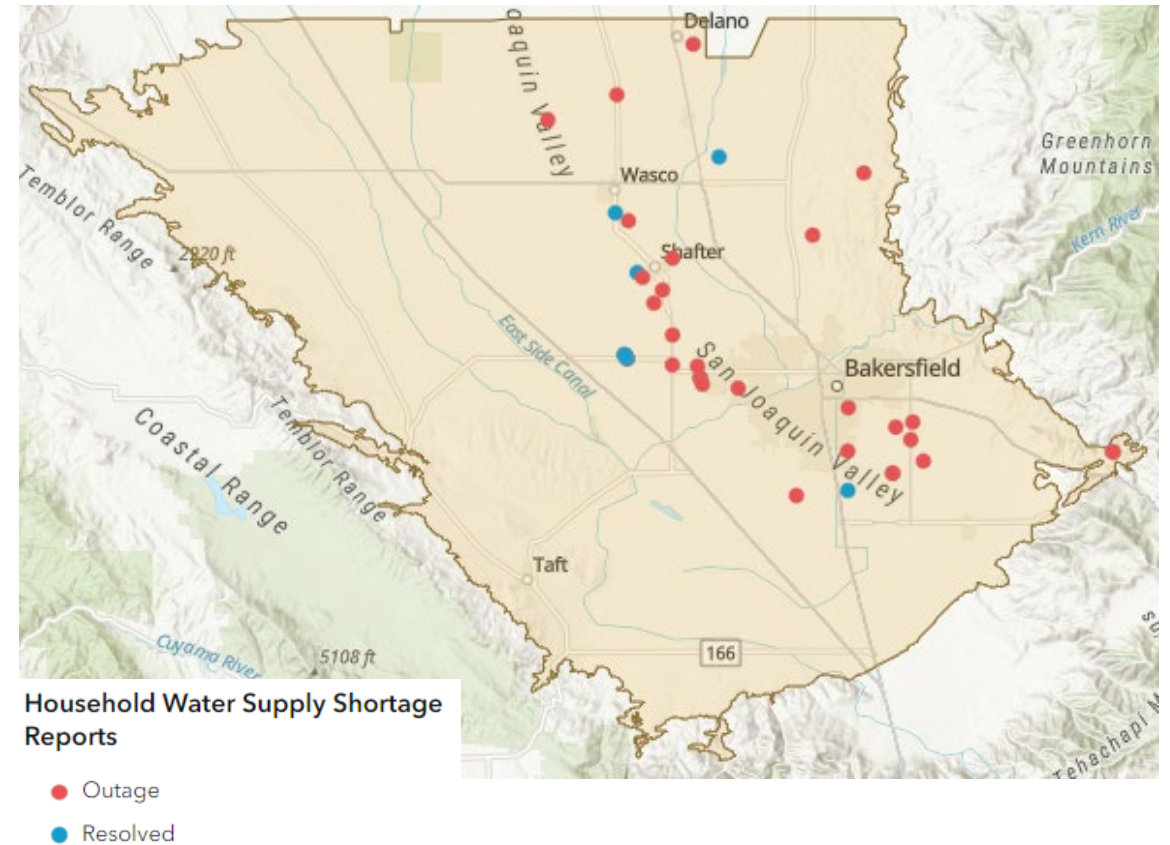 Delano
oaquin Valley
Greenhorn
Mountains
Wasco
Temblor Range
Kern River
2920 ft
Shafter
East Side Canal
San Joaquin Valley
Bakersfield
Temblor Range
Coastal Range
Taft
166
Cuyama River
5108 ft
Tehachapi M
Household Water Supply Shortage
Reports
Outage
Resolved